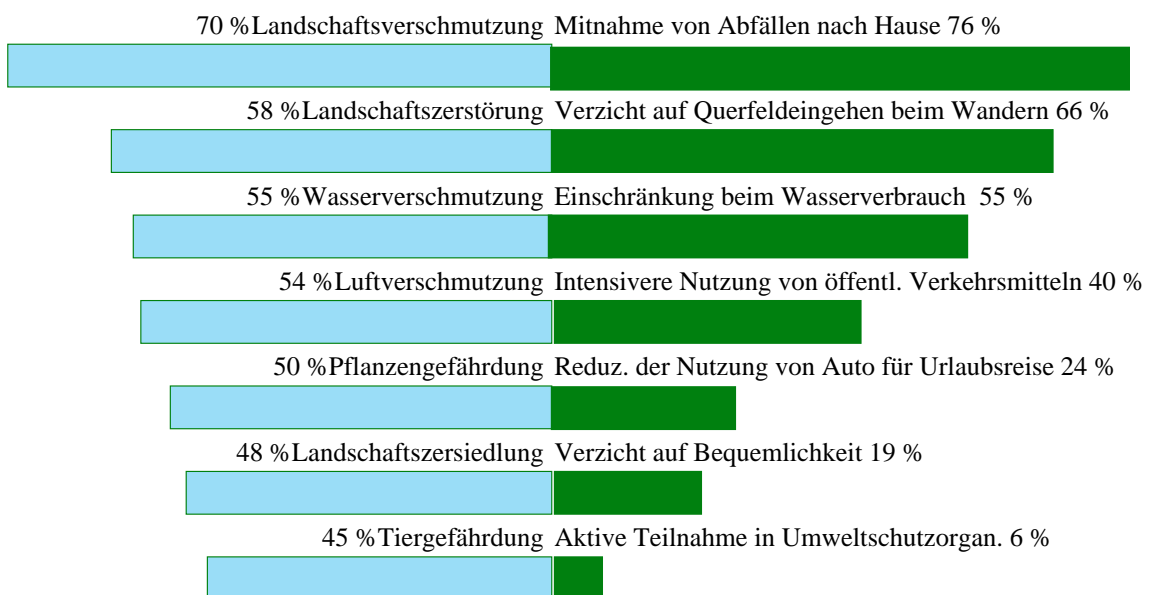 70 %Landschaftsverschmutzung Mitnahme von Abfällen nach Hause 76 %
58 %Landschaftszerstörung Verzicht auf Querfeldeingehen beim Wandern 66 %
55 %Wasserverschmutzung Einschränkung beim Wasserverbrauch 55 %
54 %Luftverschmutzung Intensivere Nutzung von öffentl. Verkehrsmitteln 40 %
50 %Pflanzengefährdung Reduz. der Nutzung von Auto für Urlaubsreise 24 %
48 %Landschaftszersiedlung Verzicht auf Bequemlichkeit 19 %
45 %Tiergefährdung Aktive Teilnahme in Umweltschutzorgan. 6 %